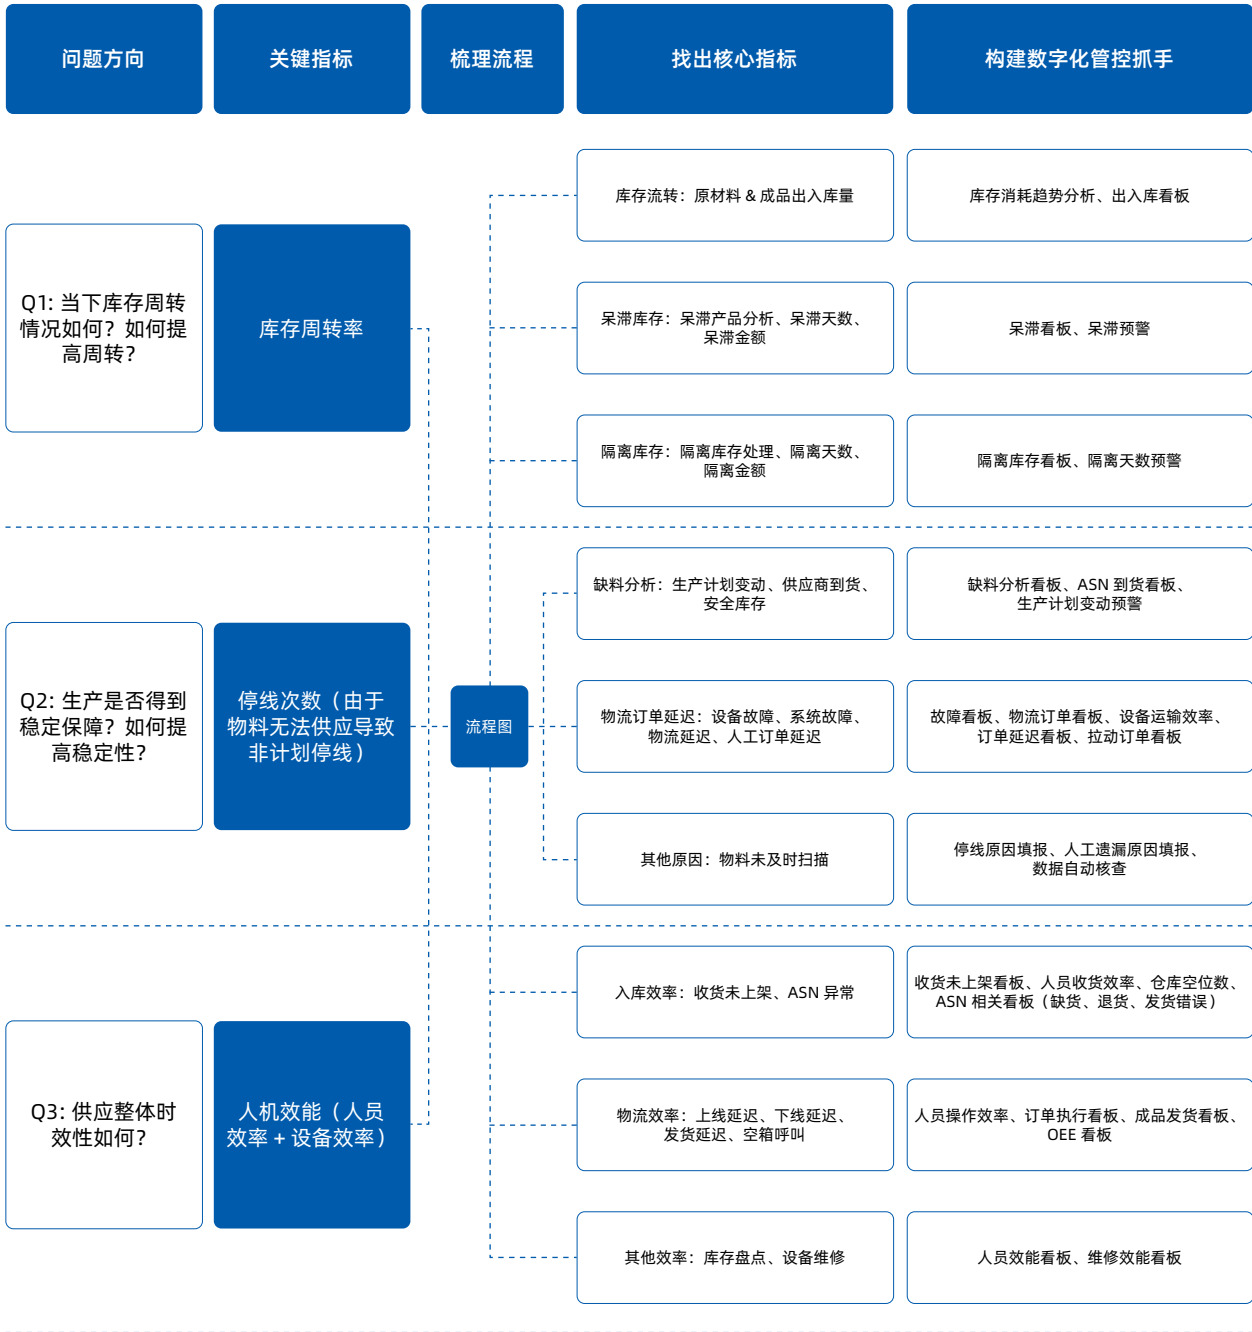 问题方向
关键指标
梳理流程
找出核心指标
构建数字化管控抓手
Q1: 当下库存周转
情况如何？如何提
高周转？
库存周转率
库存流转：原材料 & 成品出入库量
库存消耗趋势分析、出入库看板
呆滞库存：呆滞产品分析、呆滞天数、
呆滞金额
呆滞看板、呆滞预警
隔离库存：隔离库存处理、隔离天数、
隔离金额
隔离库存看板、隔离天数预警
Q2: 生产是否得到
稳定保障？如何提
高稳定性？
停线次数（由于
物料无法供应导致
非计划停线）
流程图
缺料分析：生产计划变动、供应商到货、
安全库存
缺料分析看板、ASN 到货看板、
生产计划变动预警
物流订单延迟：设备故障、系统故障、
物流延迟、人工订单延迟
故障看板、物流订单看板、设备运输效率、
订单延迟看板、拉动订单看板
其他原因：物料未及时扫描
停线原因填报、人工遗漏原因填报、
数据自动核查
Q3: 供应整体时
效性如何？
人机效能（人员
效率 + 设备效率）
入库效率：收货未上架、ASN 异常
收货未上架看板、人员收货效率、仓库空位数、
ASN 相关看板（缺货、退货、发货错误）
物流效率：上线延迟、下线延迟、
发货延迟、空箱呼叫
人员操作效率、订单执行看板、成品发货看板、
OEE 看板
其他效率：库存盘点、设备维修
人员效能看板、维修效能看板